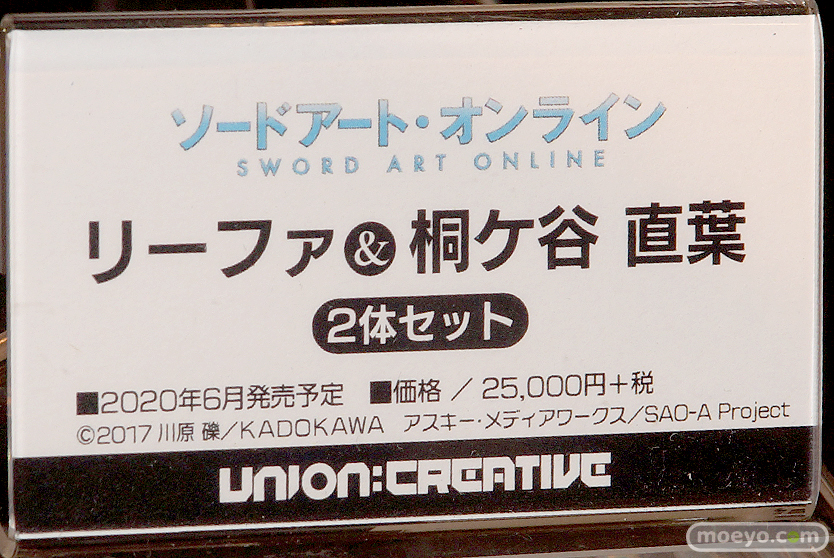 ソードアート・オンライン
SWORD ART ONLINE
リーファ&桐ケ谷 直葉
2体セット
■2020年6月発売予定 ■価格 / 25,000円+税
©2017 川原 礫/KADOKAWA アスキー・メディアワークス/SAO-A Project
UNION:CREATIVE
moeyo.com